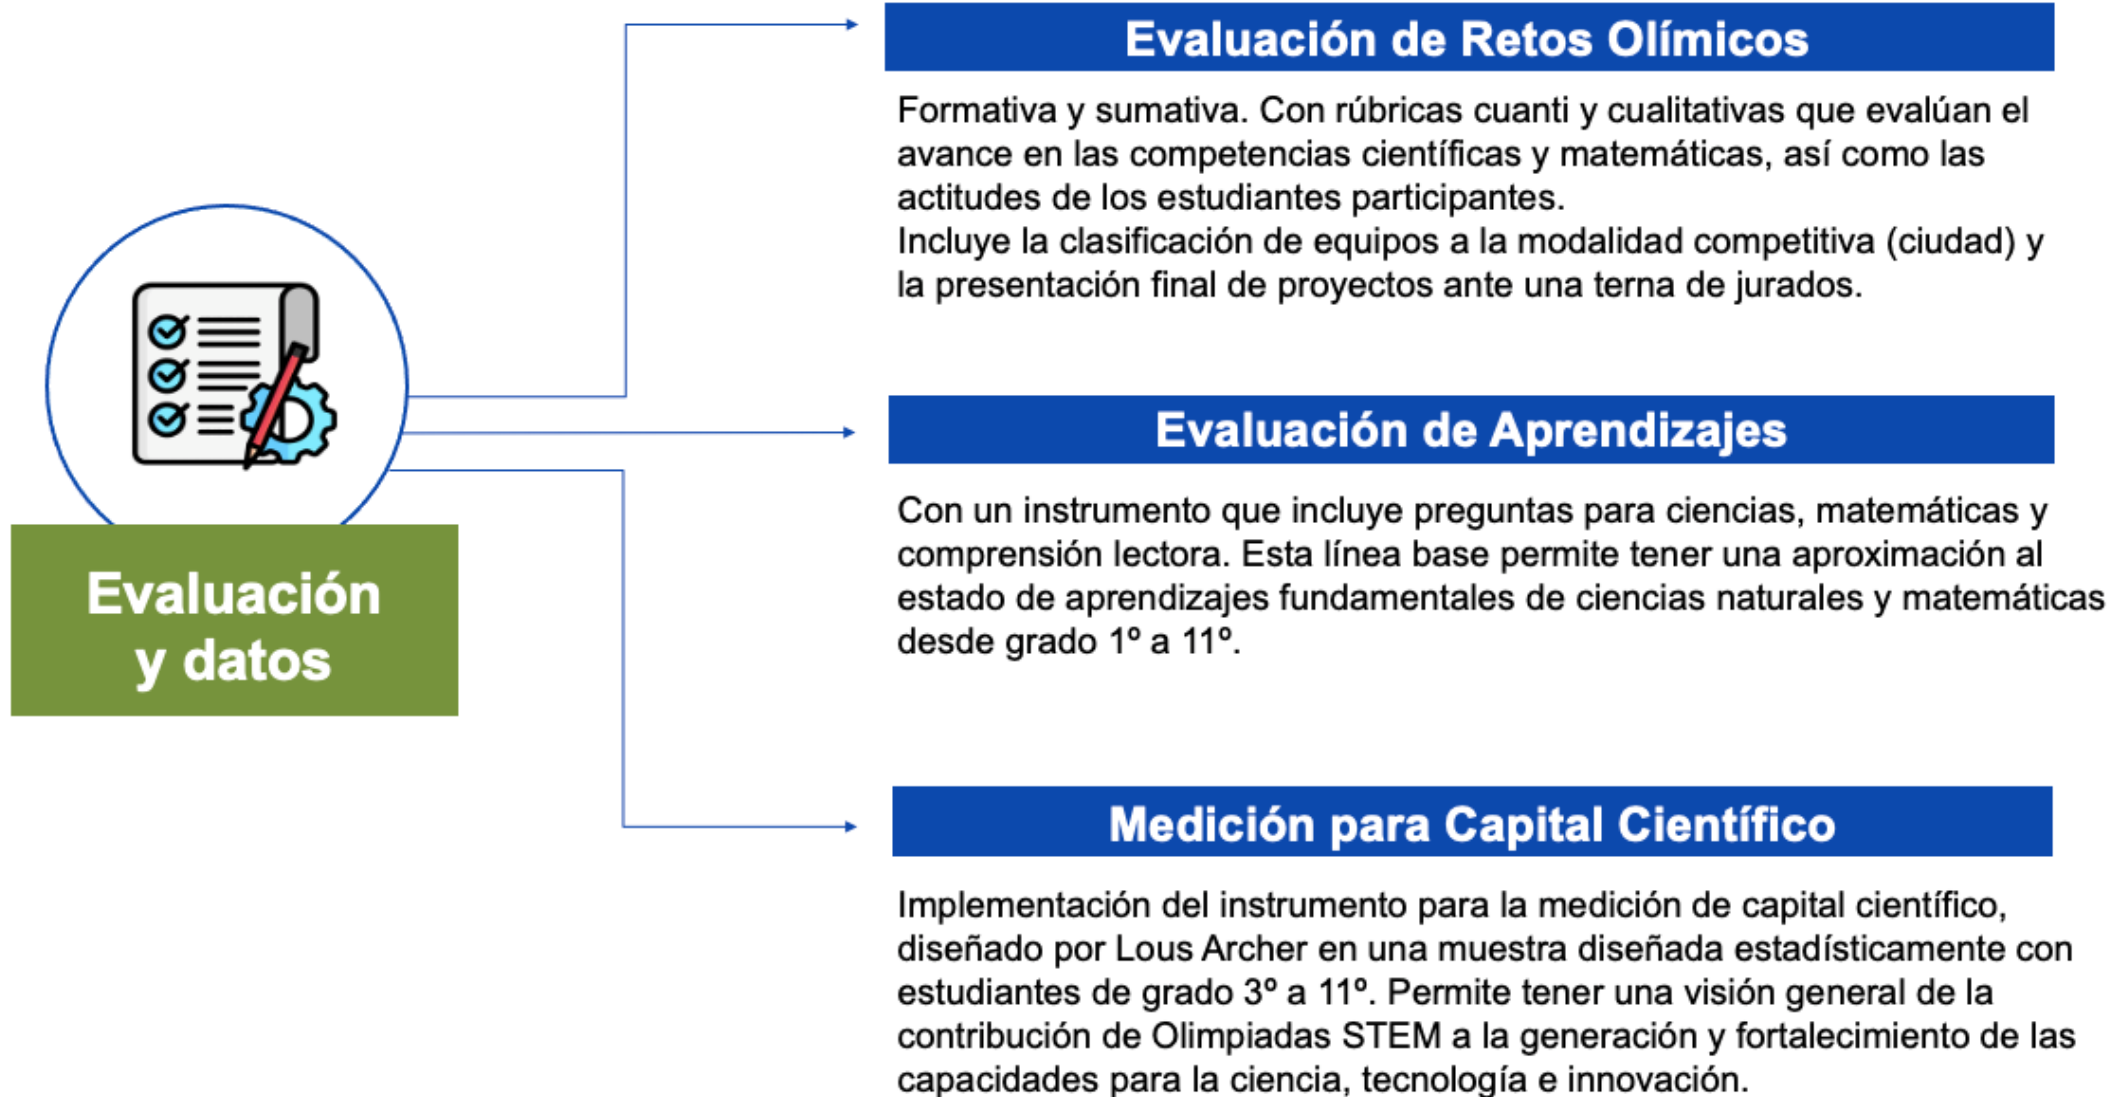 Evaluación de Retos Olímicos
Formativa y sumativa. Con rúbricas cuanti y cualitativas que evalúan el
avance en las competencias científicas y matemáticas, así como las
actitudes de los estudiantes participantes.
Incluye la clasificación de equipos a la modalidad competitiva (ciudad) y
la presentación final de proyectos ante una terna de jurados.
Evaluación
y datos
Evaluación de Aprendizajes
Con un instrumento que incluye preguntas para ciencias, matemáticas y
comprensión lectora. Esta línea base permite tener una aproximación al
estado de aprendizajes fundamentales de ciencias naturales y matemáticas
desde grado 1º a 11º.
Medición para Capital Científico
Implementación del instrumento para la medición de capital científico,
diseñado por Lous Archer en una muestra diseñada estadísticamente con
estudiantes de grado 3º a 11º. Permite tener una visión general de la
contribución de Olimpiadas STEM a la generación y fortalecimiento de las
capacidades para la ciencia, tecnología e innovación.